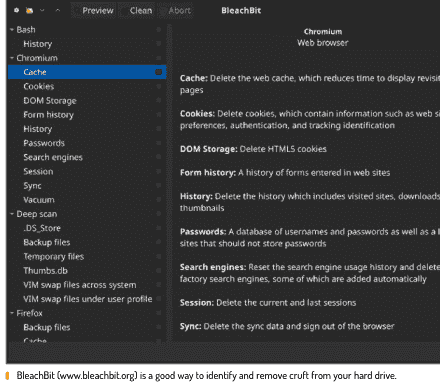 Preview Clean Abort BleachBit
Bash
History
Chromium
Cache
Cookies
DOM Storage
Form history
History
Passwords
Search engines
Session
Sync
Vacuum
Deep scan
.DS_Store
Backup files
Temporary files
Thumbs.db
VIM swap files across system
VIM swap files under user profile
Firefox
Backup files
Cache
Chromium
Web browser
Cache: Delete the web cache, which reduces time to display revisit
pages
Cookies: Delete cookies, which contain information such as web si
preferences, authentication, and tracking identification
DOM Storage: Delete HTML5 cookies
Form history: A history of forms entered in web sites
History: Delete the history which includes visited sites, downloads
thumbnails
Passwords: A database of usernames and passwords as well as a l
sites that should not store passwords
Search engines: Reset the search engine usage history and delete
factory search engines, some of which are added automatically
Session: Delete the current and last sessions
Sync: Delete the sync data and sign out of the browser
BleachBit (www.bleachbit.org) is a good way to identify and remove cruft from your hard drive.